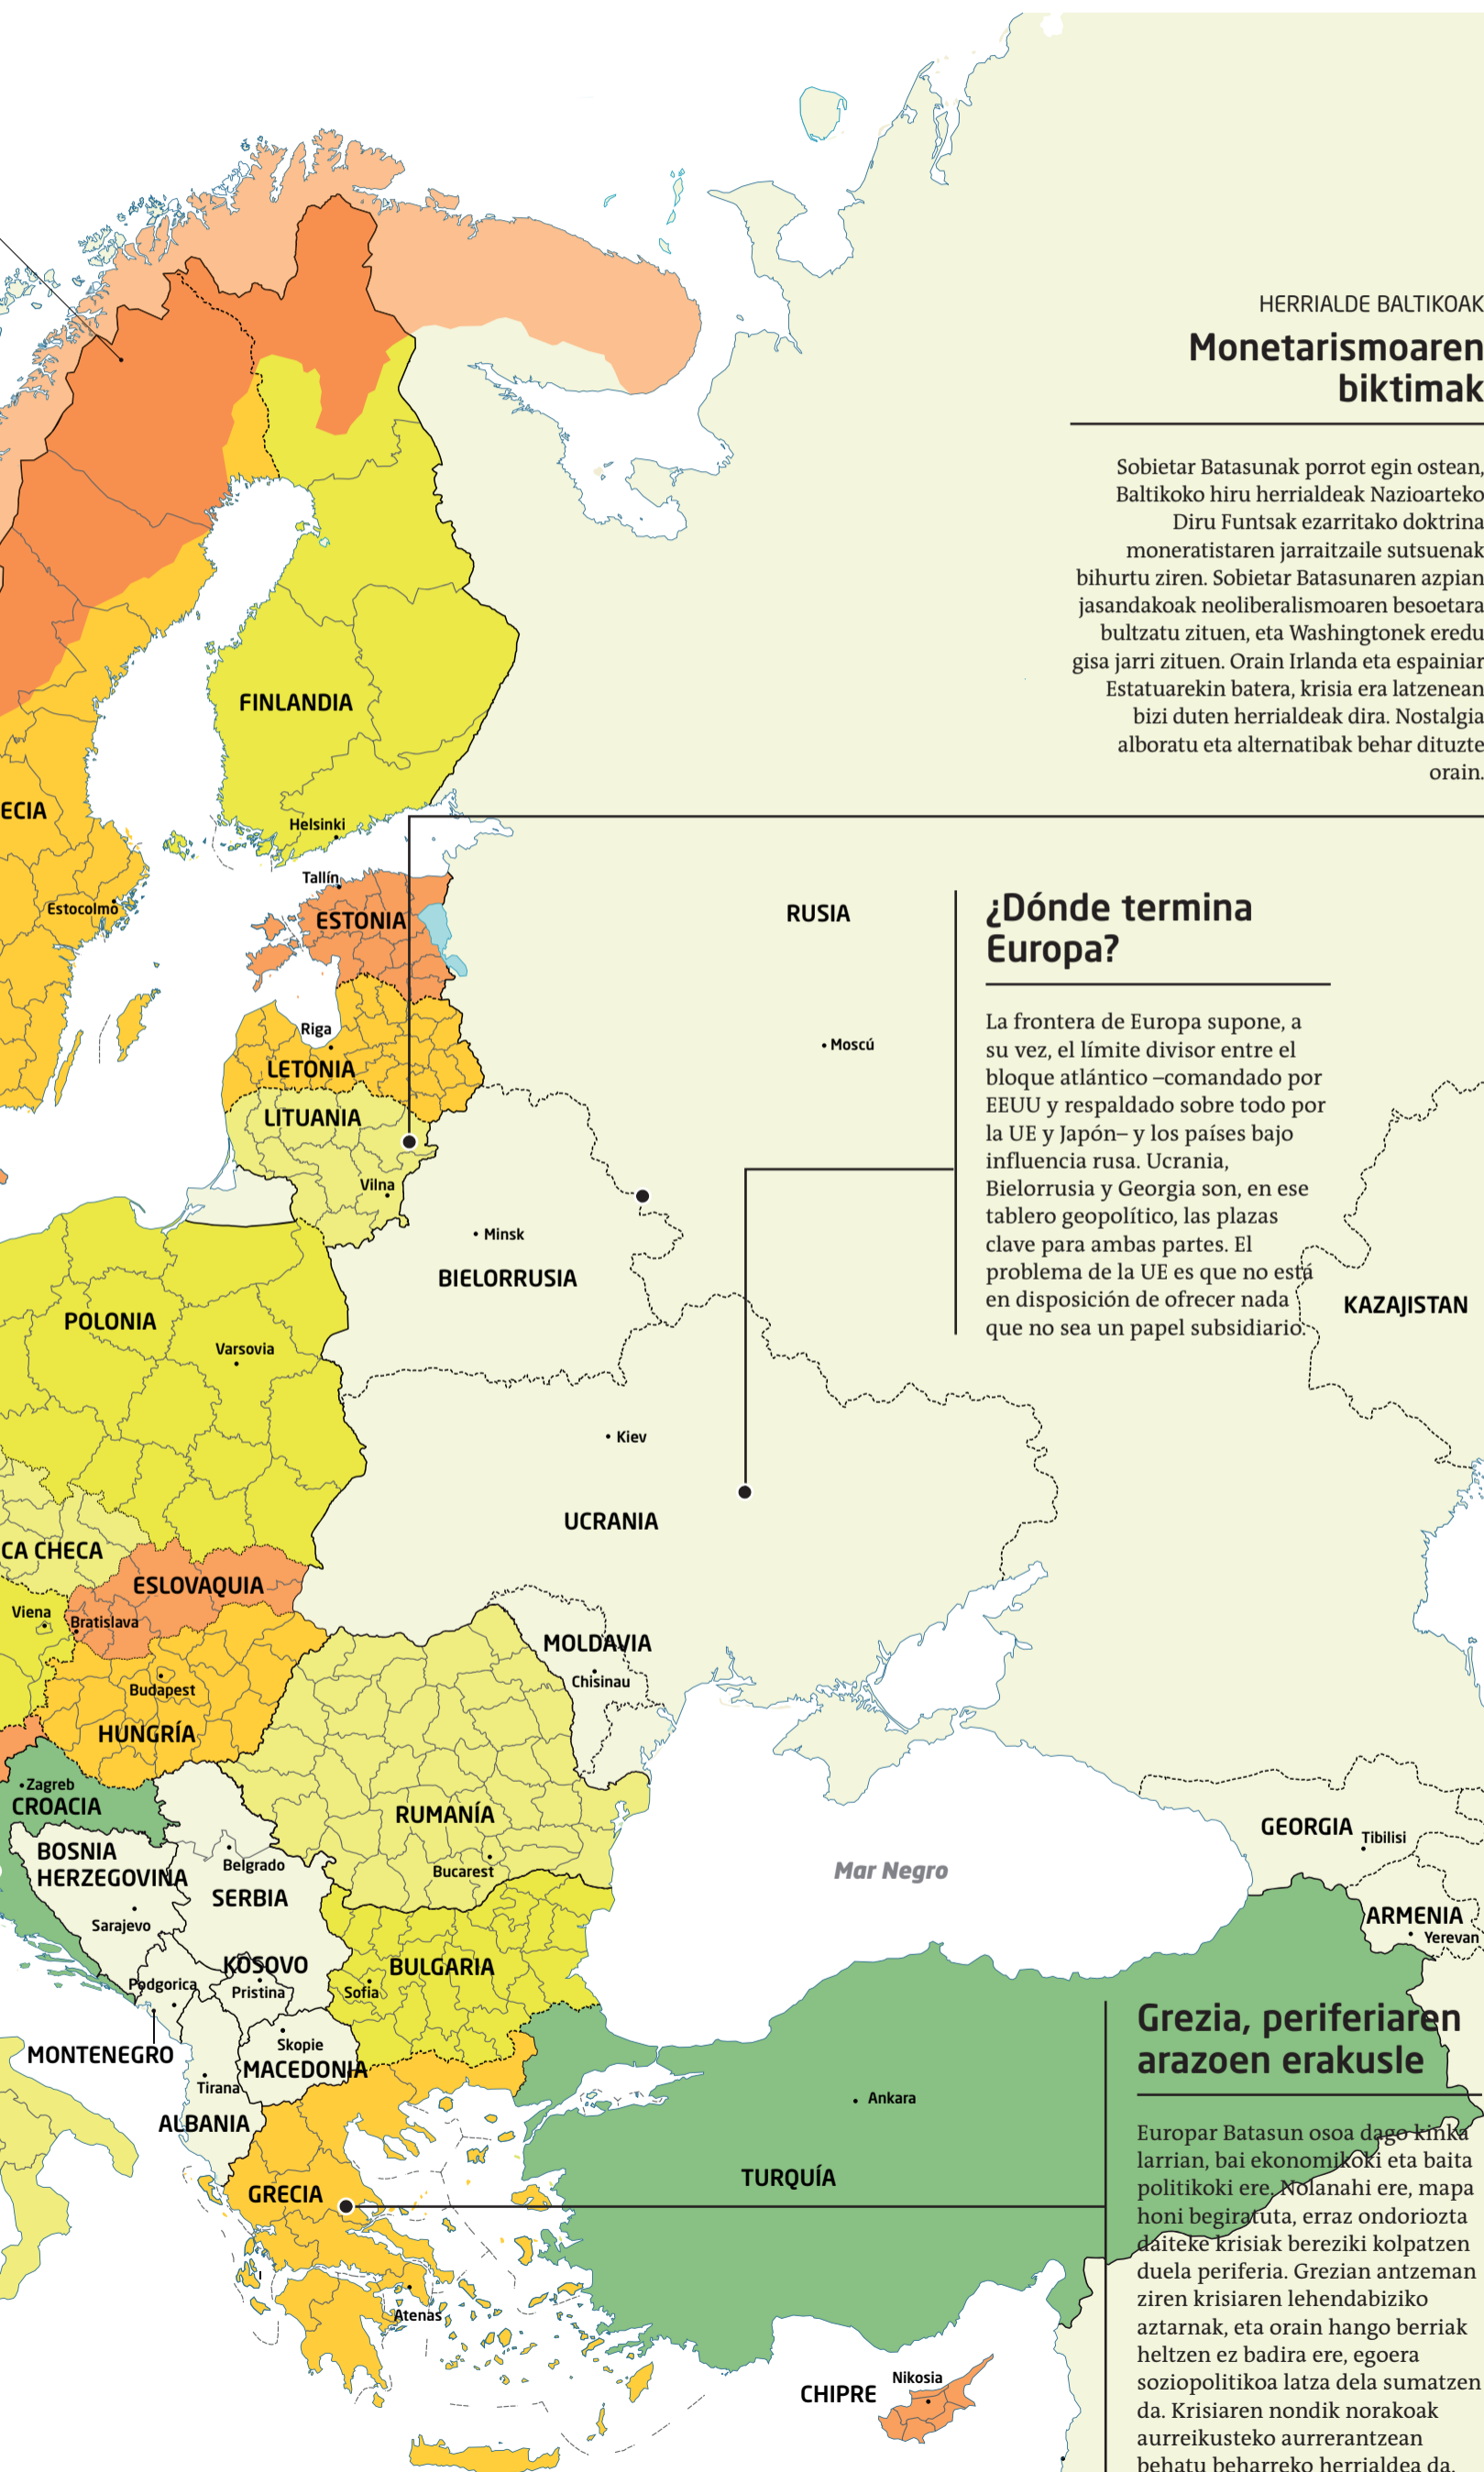 HERRIALDE BALTIKOAK
Monetarismoaren
biktimak
Sobietar Batasunak porrot egin ostean,
Baltikoko hiru herrialdeak Nazioarteko
Diru Funtsak ezarritako doktrina
moneratistaren jarraitzaile sutsuenak
bihurtu ziren. Sobietar Batasunaren azpian
jasandakoak neoliberalismoaren besoetara
bultzatu zituen, eta Washingtonek eredu
gisa jarri zituen. Orain Irlanda eta espainiar
Estatuarekin batera, krisia era latzenean
bizi duten herrialdeak dira. Nostalgia
alboratu eta alternatibak behar dituzte
orain.
FINLANDIA
ECIA
Helsinki
Tallín
Estocolmo
ESTONIA
RUSIA
¿Dónde termina
Europa?
La frontera de Europa supone, a
su vez, el límite divisor entre el
bloque atlántico –comandado por
EEUU y respaldado sobre todo por
la UE y Japón– y los países bajo
influencia rusa. Ucrania,
Bielorrusia y Georgia son, en ese
tablero geopolítico, las plazas
clave para ambas partes. El
problema de la UE es que no está
en disposición de ofrecer nada
que no sea un papel subsidiario.
Riga
Moscú
LETONIA
LITUANIA
Vilna
Minsk
BIELORRUSIA
KAZAJISTAN
POLONIA
Varsovia
Kiev
UCRANIA
CA CHECA
ESLOVAQUIA
Viena
Bratislava
MOLDAVIA
Chisinau
Budapest
HUNGRÍA
Zagreb
CROACIA
RUMANÍA
GEORGIA
Tibilisi
BOSNIA
HERZEGOVINA
Belgrado
Bucarest
Mar Negro
SERBIA
Sarajevo
ARMENIA
Yerevan
KOSOVO
BULGARIA
Podgorica
Pristina
Sofia
Skopie
MONTENEGRO
MACEDONIA
Tirana
ALBANIA
Ankara
TURQUÍA
GRECIA
Atenas
CHIPRE
Nikosia
Grezia, periferiaren
arazoen erakusle
Europar Batasun osoa dago kinka
larrian, bai ekonomikoki eta baita
politikoki ere. Nolanahi ere, mapa
honi begiratuta, erraz ondoriozta
daiteke krisiak bereziki kolpatzen
duela periferia. Grezian antzeman
ziren krisiaren lehendabiziko
aztarnak, eta orain hango berriak
heltzen ez badira ere, egoera
soziopolitikoa latza dela sumatzen
da. Krisiaren nondik norakoak
aurreikusteko aurrerantzean
behatu beharreko herrialdea da.